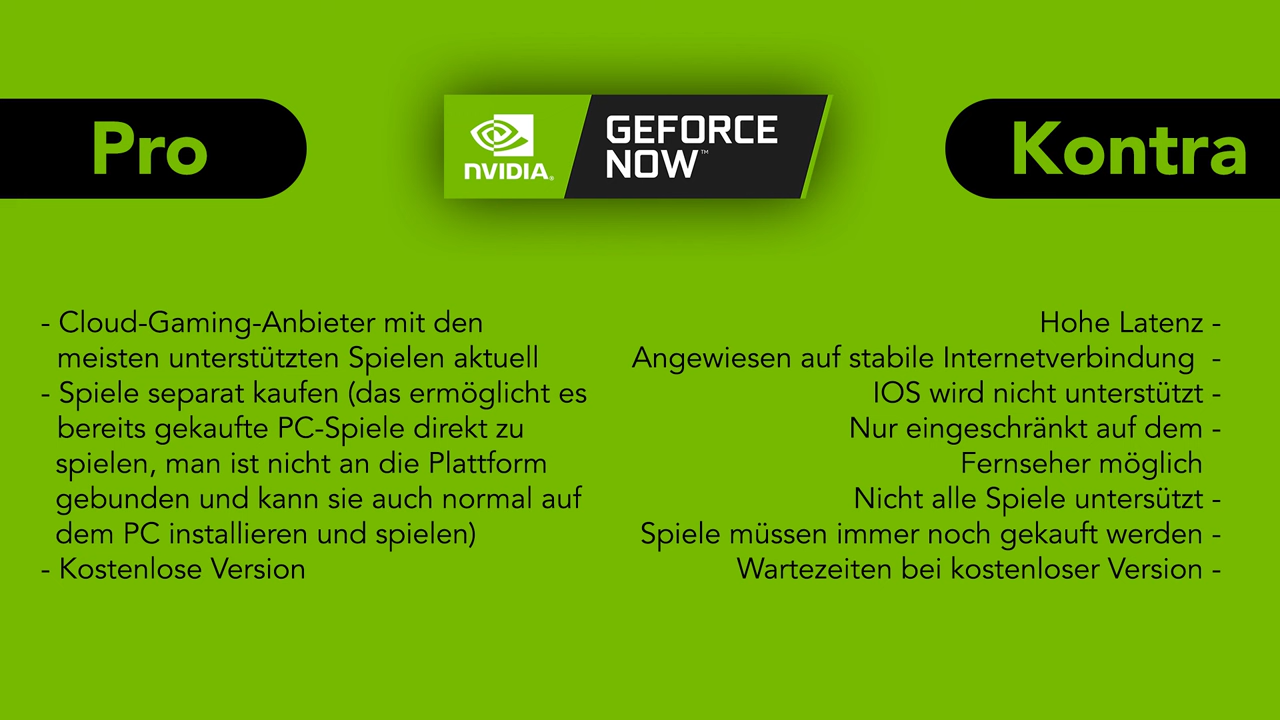 Pro
NVIDIA.
GEFORCE
NOW™
Kontra
- Cloud-Gaming-Anbieter mit den
meisten unterstützten Spielen aktuell
- Spiele separat kaufen (das ermöglicht es
bereits gekaufte PC-Spiele direkt zu
spielen, man ist nicht an die Plattform
gebunden und kann sie auch normal auf
dem PC installieren und spielen)
- Kostenlose Version
Hohe Latenz -
Angewiesen auf stabile Internetverbindung -
IOS wird nicht unterstützt -
Nur eingeschränkt auf dem -
Fernseher möglich
Nicht alle Spiele untersützt -
Spiele müssen immer noch gekauft werden -
Wartezeiten bei kostenloser Version -